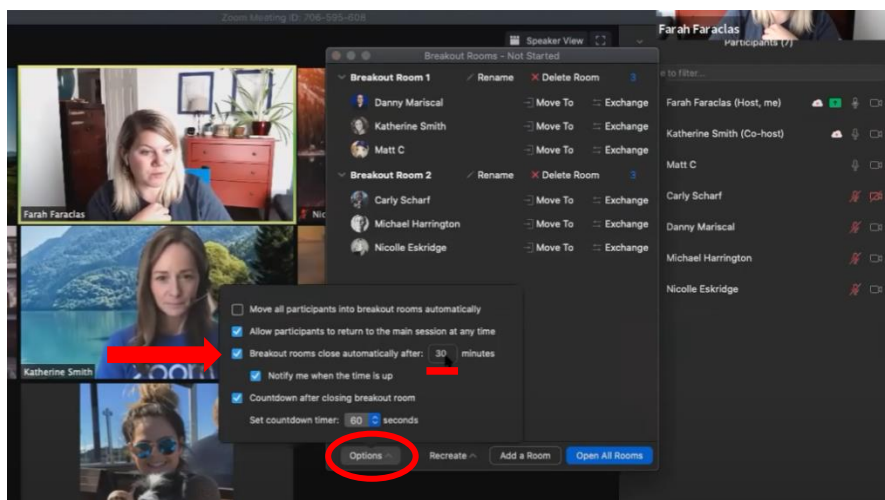 Zoom Meeting ID: 706-595-608
Speaker View
Farah Faraclas
Participants (7)
Breakout Rooms - Not Started
Breakout Room 1 Rename Delete Room 3
Danny Mariscal Move To Exchange
Katherine Smith Move To Exchange
Matt C Move To Exchange
Breakout Room 2 Rename Delete Room 3
Carly Scharf Move To Exchange
Michael Harrington Move To Exchange
Nicolle Eskridge Move To Exchange
e to filter...
Farah Faraclas (Host, me)
Katherine Smith (Co-host)
Matt C
Carly Scharf
Danny Mariscal
Michael Harrington
Nicolle Eskridge
Farah Faraclas
Nic
Katherine Smith
zoom
Move all participants into breakout rooms automatically
Allow participants to return to the main session at any time
Breakout rooms close automatically after: 30 minutes
Notify me when the time is up
Countdown after closing breakout room
Set countdown timer: 60 seconds
Options Recreate Add a Room Open All Rooms